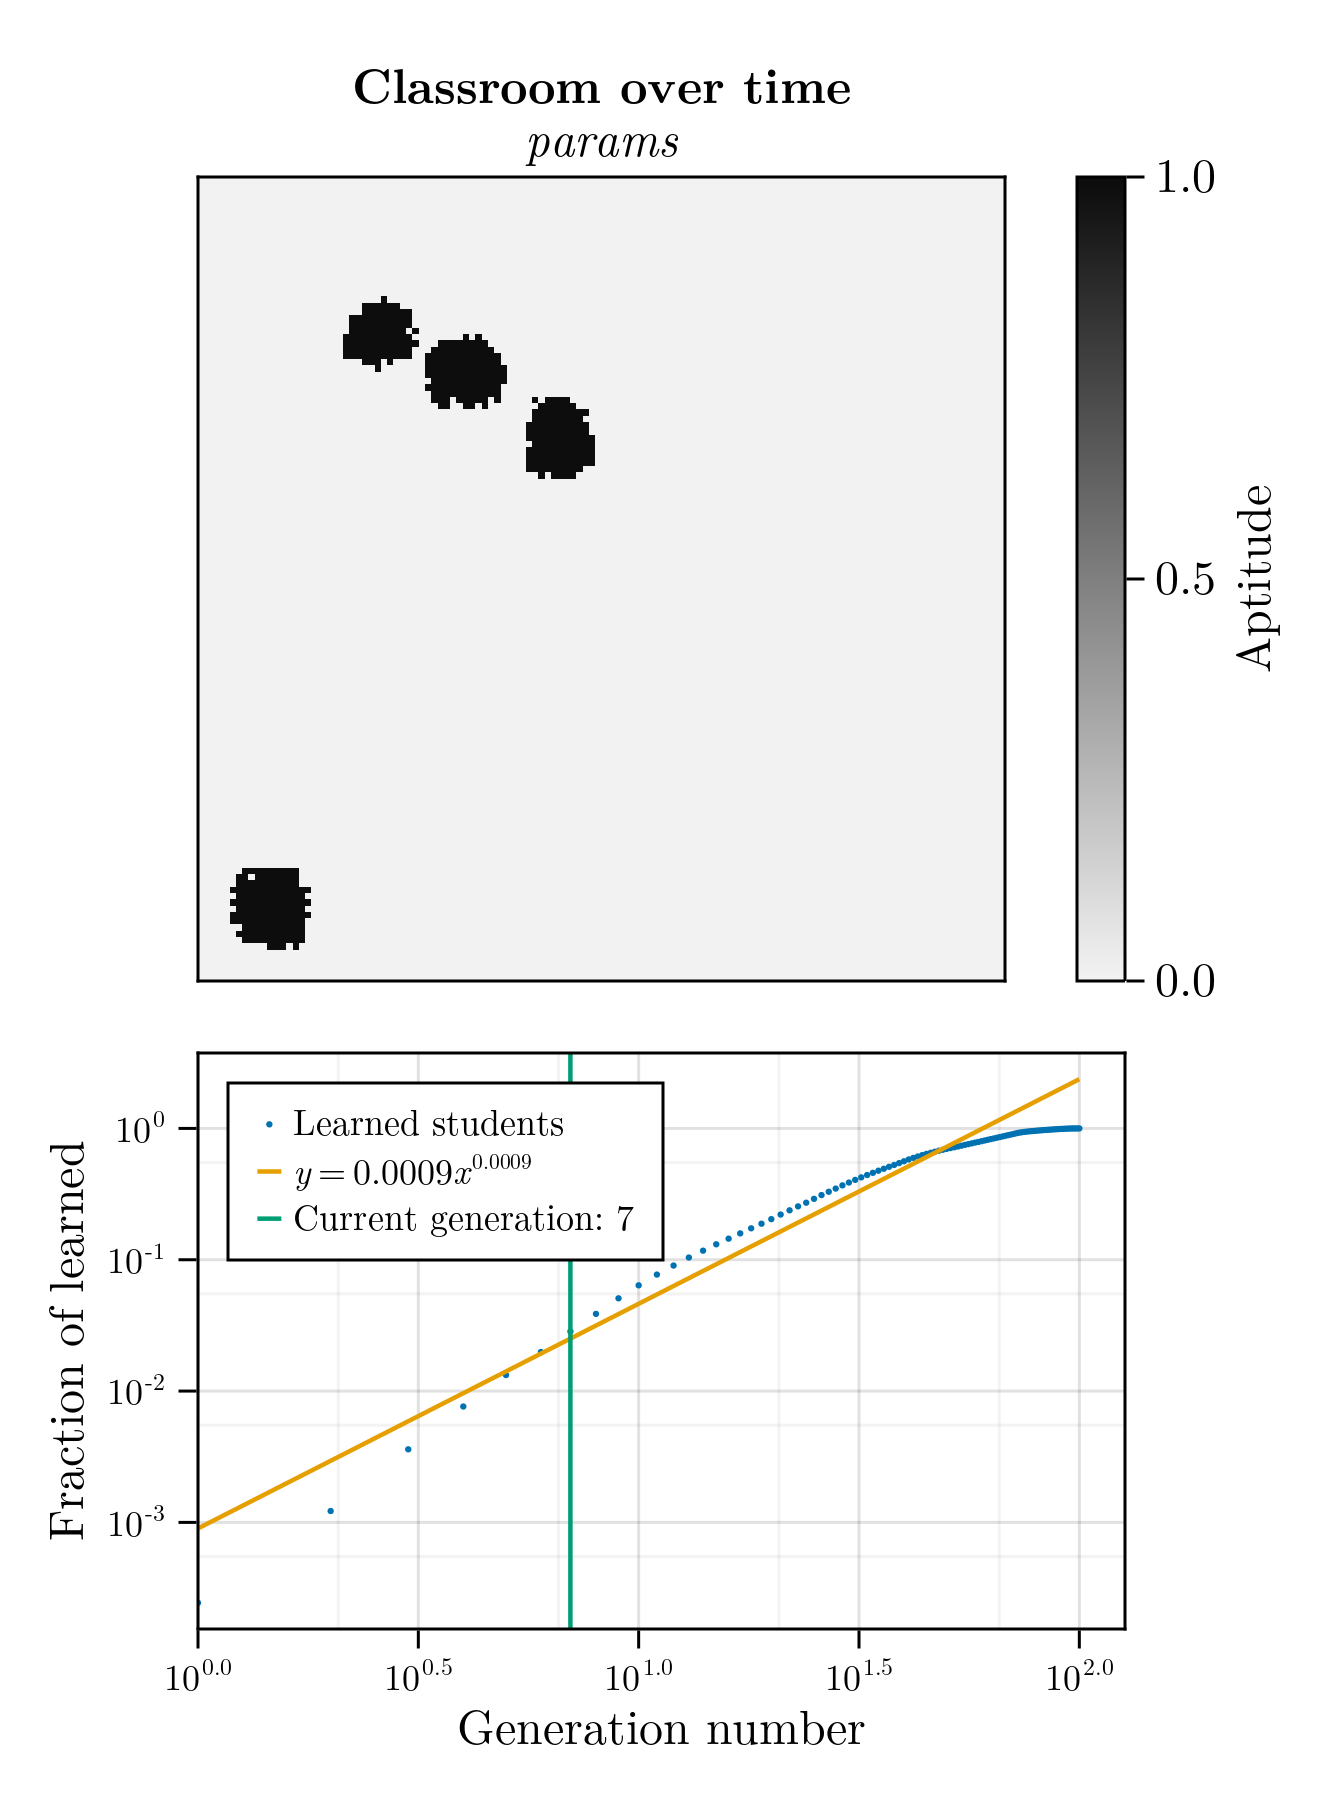 Classroom over time
params
1.0
0.5
0.0
Aptitude
Learned students
y = 0.0009x^0.0009
Current generation: 7
10^0
10^-1
10^-2
10^-3
Fraction of learned
10^0.0 10^0.5 10^1.0 10^1.5 10^2.0
Generation number